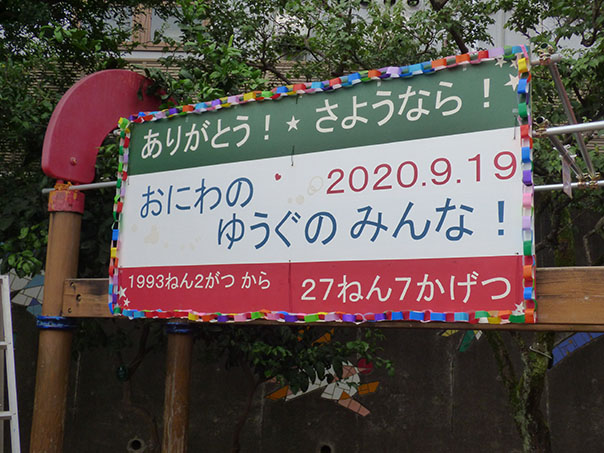 ありがとう！★さようなら！
2020.9.19
おにわの
ゆうぐの みんな！
1993ねん2がつ から
27ねん7かげつ